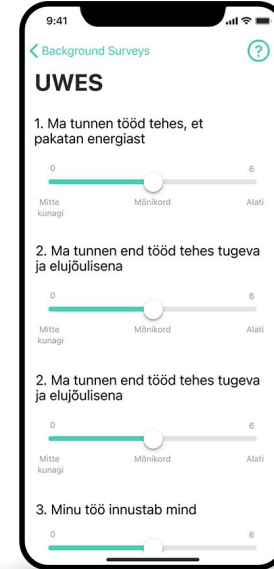 9:41
Background Surveys
?
UWES
1. Ma tunnen tööd tehes, et
pakatan energiast
0 6
Mitte Mõnikord Alati
kunagi
2. Ma tunnen end tööd tehes tugeva
ja elujõulisena
0 6
Mitte Mõnikord Alati
kunagi
2. Ma tunnen end tööd tehes tugeva
ja elujõulisena
0 6
Mitte Mõnikord Alati
kunagi
3. Minu töö innustab mind
0 6